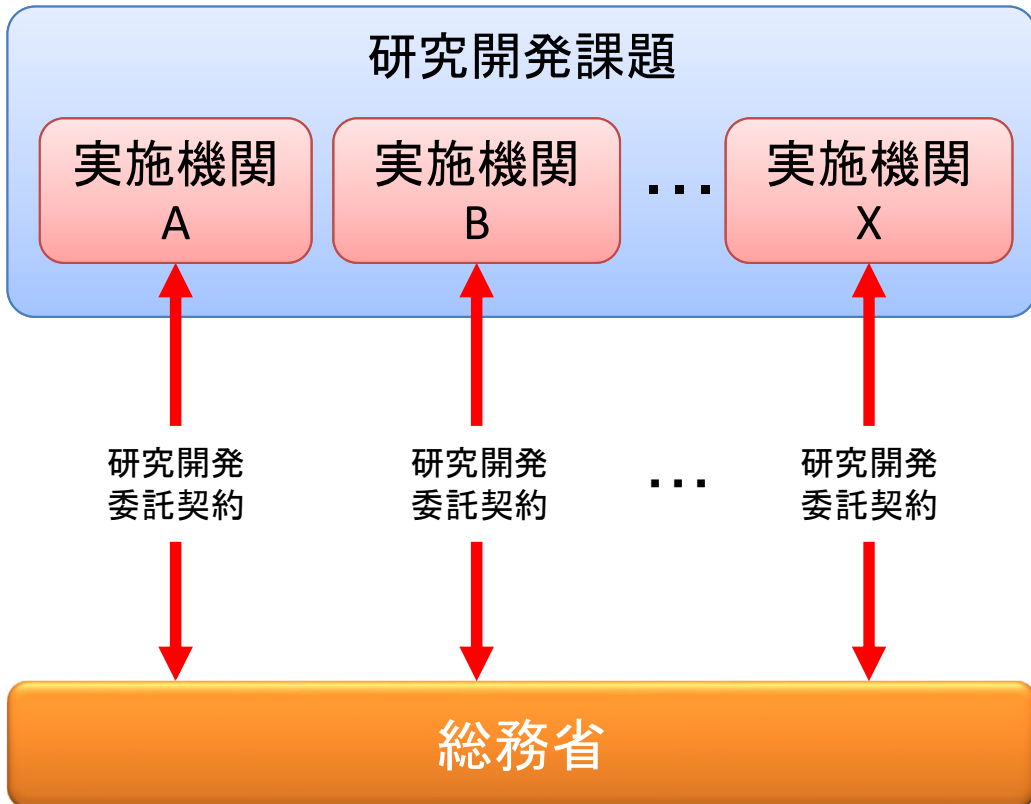 研究開発課題
実施機関
A
実施機関
B
…
実施機関
X
研究開発
委託契約
研究開発
委託契約
…
研究開発
委託契約
総務省